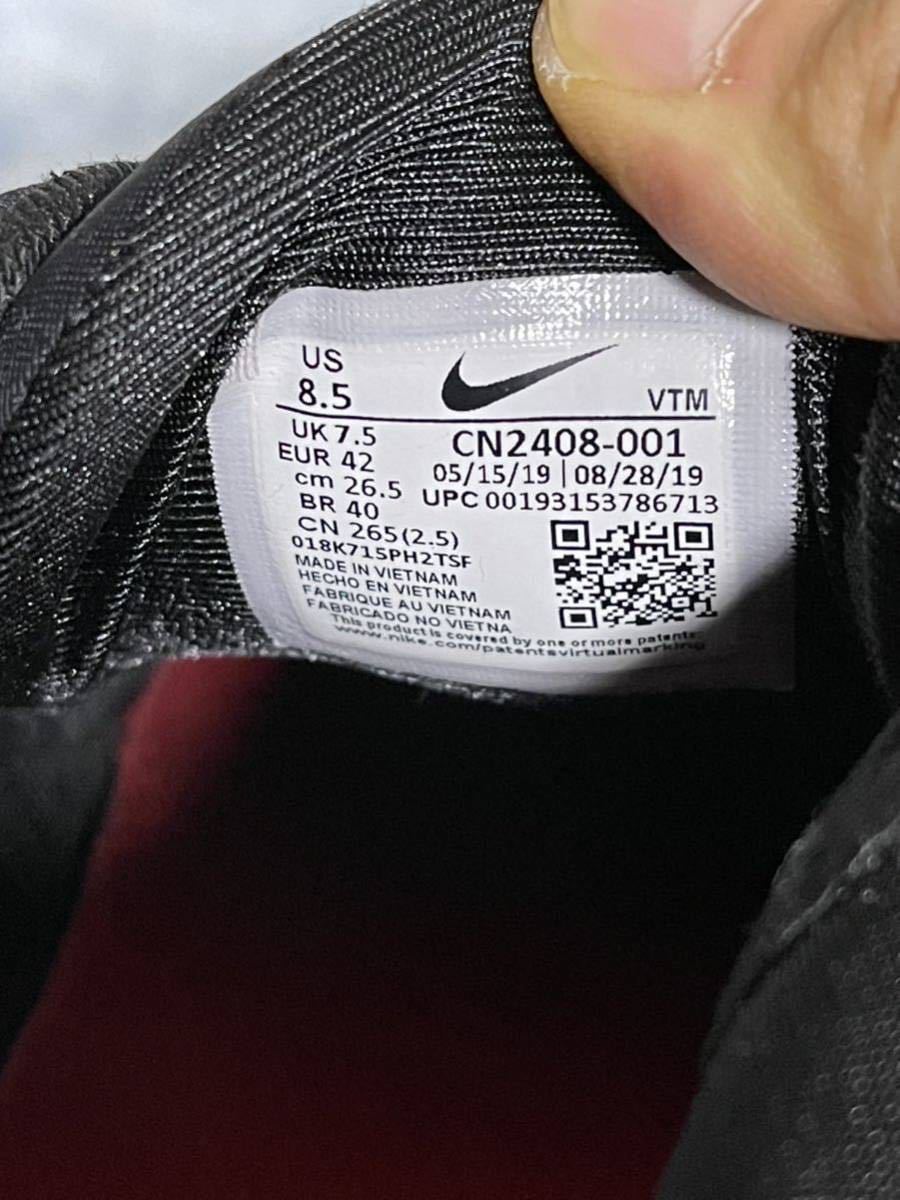 US
8.5
VTM
UK 7.5
EUR 42
cm 26.5
BR 40
CN 265(2.5)
CN2408-001
05/15/19 | 08/28/19
UPC 00193153786713
018K715PH2TSF
MADE IN VIETNAM
HECHO EN VIETNAM
FABRIQUE AU VIETNAM
FABRICADO NO VIETNA
This product is covered by one or more patents:
www.nike.com/patentsvirtualmarking